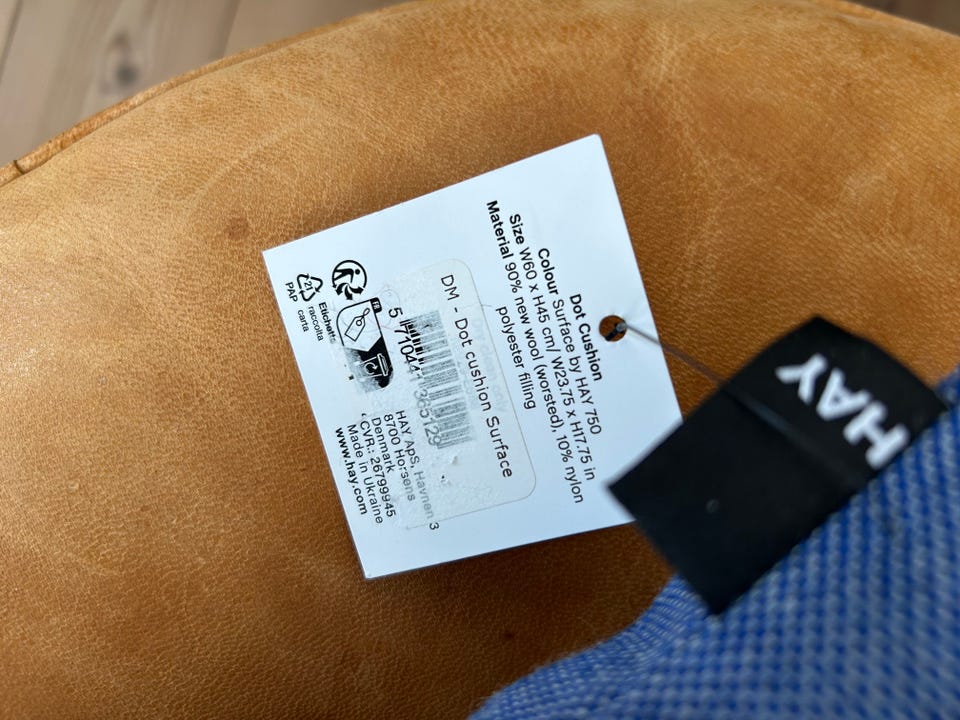 Dot Cushion
Colour Surface by HAY 750
Size W60 x H45 cm/ W23.75 x H17.75 in
Material 90% new wool (worsted), 10% nylon
polyester filling
DM - Dot cushion Surface
HAY ApS, Havnen 3
8700 Horsens
Denmark
CVR.: 26799945
Made in Ukraine
www.hay.com
FR
Etichetta
raccolta
carta
21
PAP
HAY